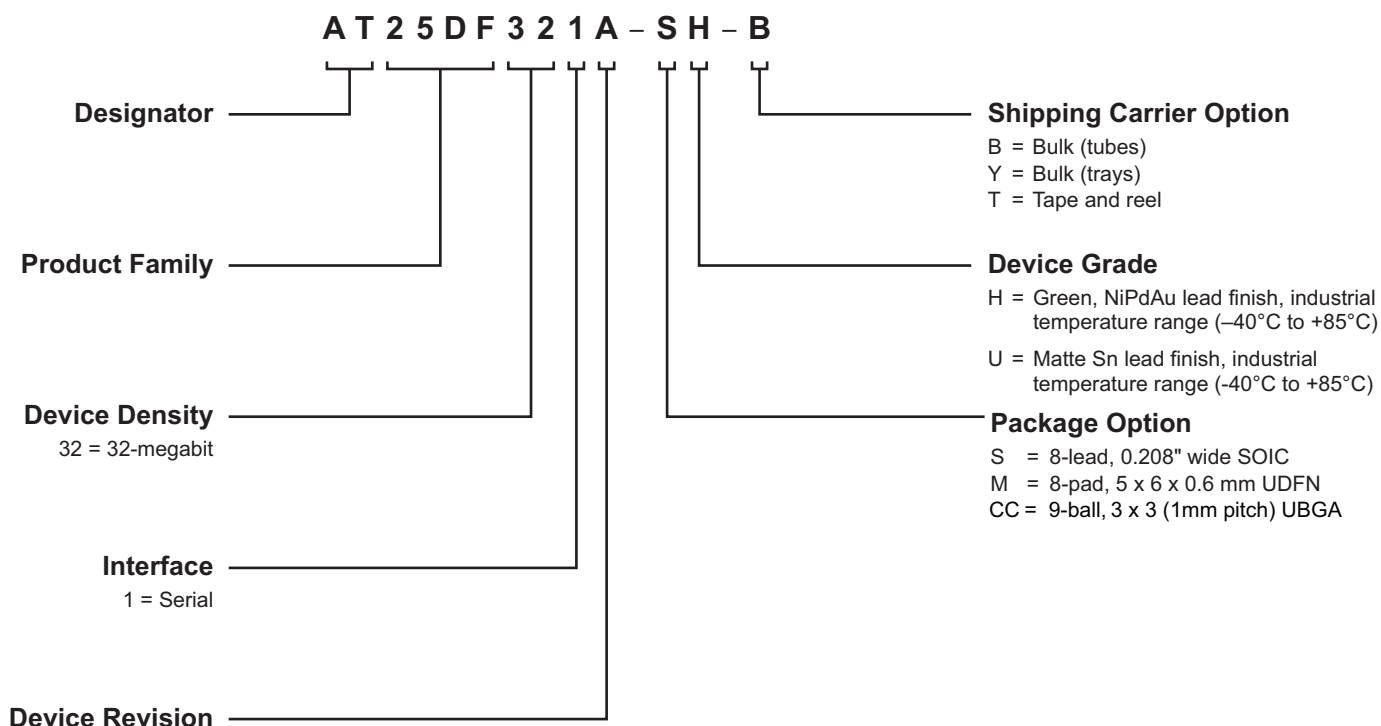 A T 2 5 D F 3 2 1 A – S H – B
Designator
Product Family
Device Density
32 = 32-megabit
Interface
1 = Serial
Device Revision
Shipping Carrier Option
B = Bulk (tubes)
Y = Bulk (trays)
T = Tape and reel
Device Grade
H = Green, NiPdAu lead finish, industrial
temperature range (–40°C to +85°C)
U = Matte Sn lead finish, industrial
temperature range (-40°C to +85°C)
Package Option
S = 8-lead, 0.208" wide SOIC
M = 8-pad, 5 x 6 x 0.6 mm UDFN
CC = 9-ball, 3 x 3 (1mm pitch) UBGA